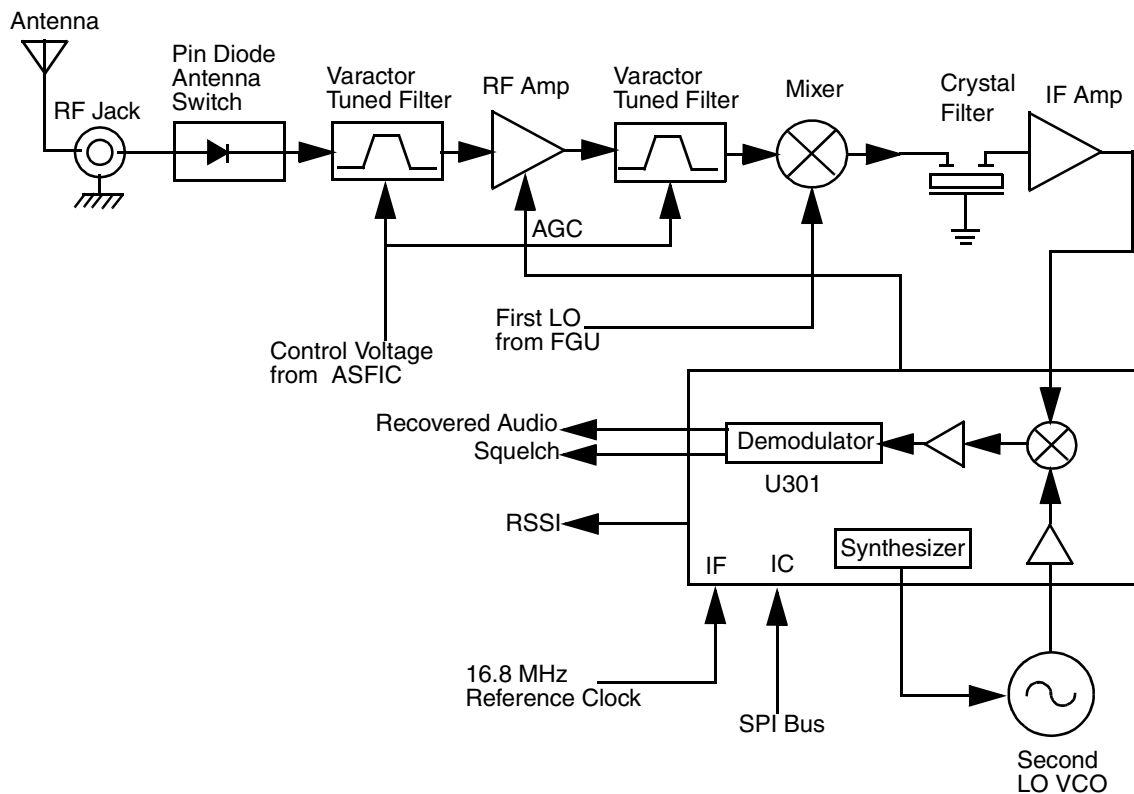 Antenna
RF Jack
Pin Diode
Antenna
Switch
Varactor
Tuned Filter
RF Amp
Varactor
Tuned Filter
Mixer
Crystal
Filter
IF Amp
AGC
First LO
from FGU
Control Voltage
from ASFIC
Recovered Audio
Squelch
Demodulator
U301
RSSI
Synthesizer
IF IC
16.8 MHz
Reference Clock
SPI Bus
Second
LO VCO